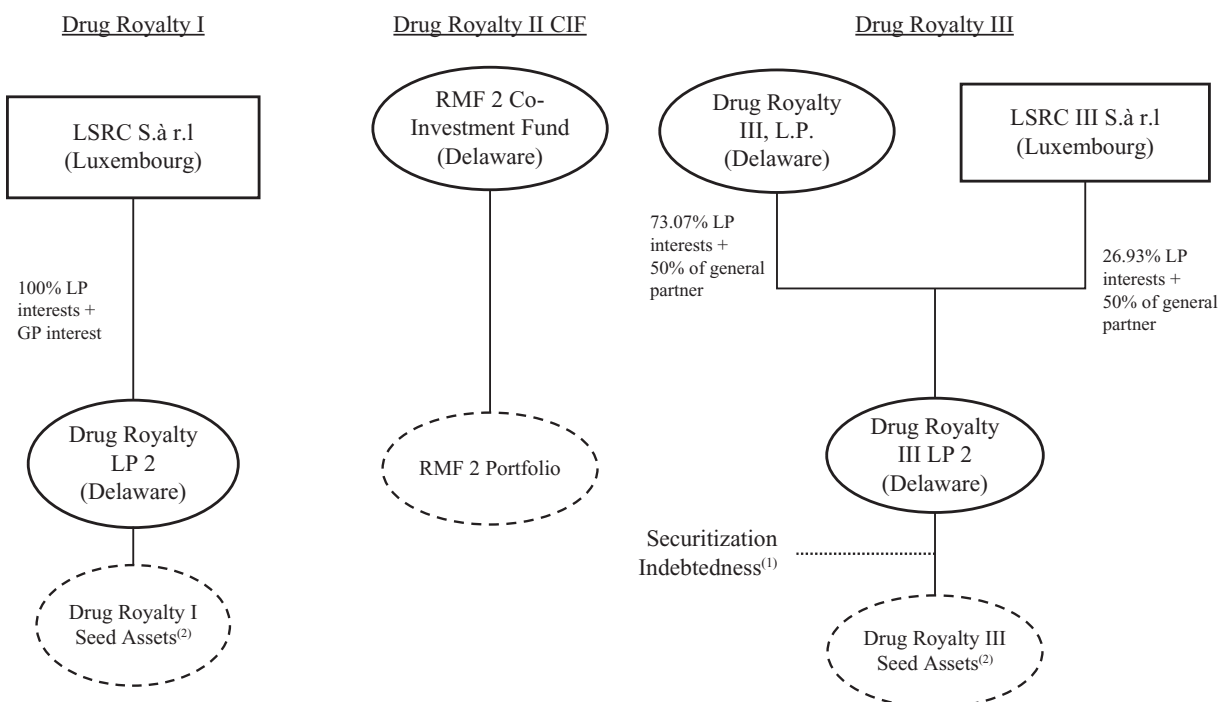 Drug Royalty I
LSRC S.à r.l
(Luxembourg)
100% LP
interests +
GP interest
Drug Royalty
LP 2
(Delaware)
Drug Royalty I
Seed Assets(2)
Drug Royalty II CIF
RMF 2 Co-
Investment Fund
(Delaware)
RMF 2 Portfolio
Drug Royalty III
Drug Royalty
III, L.P.
(Delaware)
LSRC III S.à r.l
(Luxembourg)
73.07% LP
interests +
50% of general
partner
26.93% LP
interests +
50% of general
partner
Drug Royalty
III LP 2
(Delaware)
Securitization
Indebtedness(1)
Drug Royalty III
Seed Assets(2)